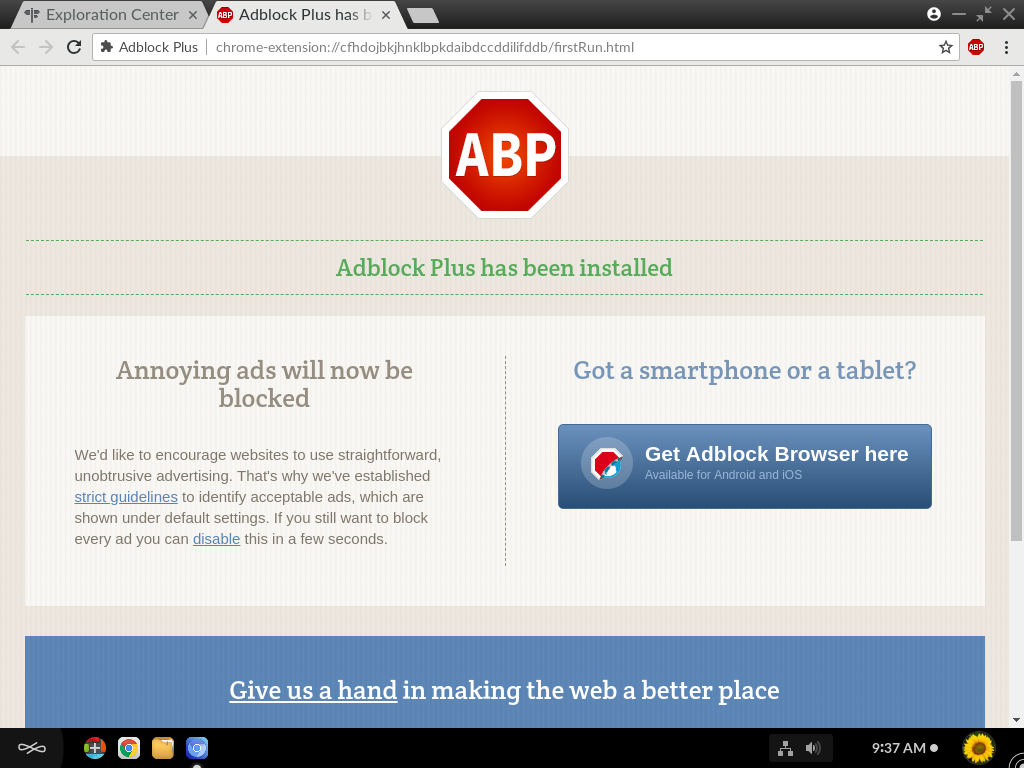 Exploration Center
Adblock Plus has b
Adblock Plus
chrome-extension://cfhdojbkjhnklbpkdaibdccddilifddb/firstRun.html
ABP
ABP
ABP
Adblock Plus has been installed
Annoying ads will now be
blocked
We'd like to encourage websites to use straightforward,
unobtrusive advertising. That's why we've established
strict guidelines to identify acceptable ads, which are
shown under default settings. If you still want to block
every ad you can disable this in a few seconds.
Got a smartphone or a tablet?
Get Adblock Browser here
Available for Android and iOS
Give us a hand in making the web a better place
9:37 AM